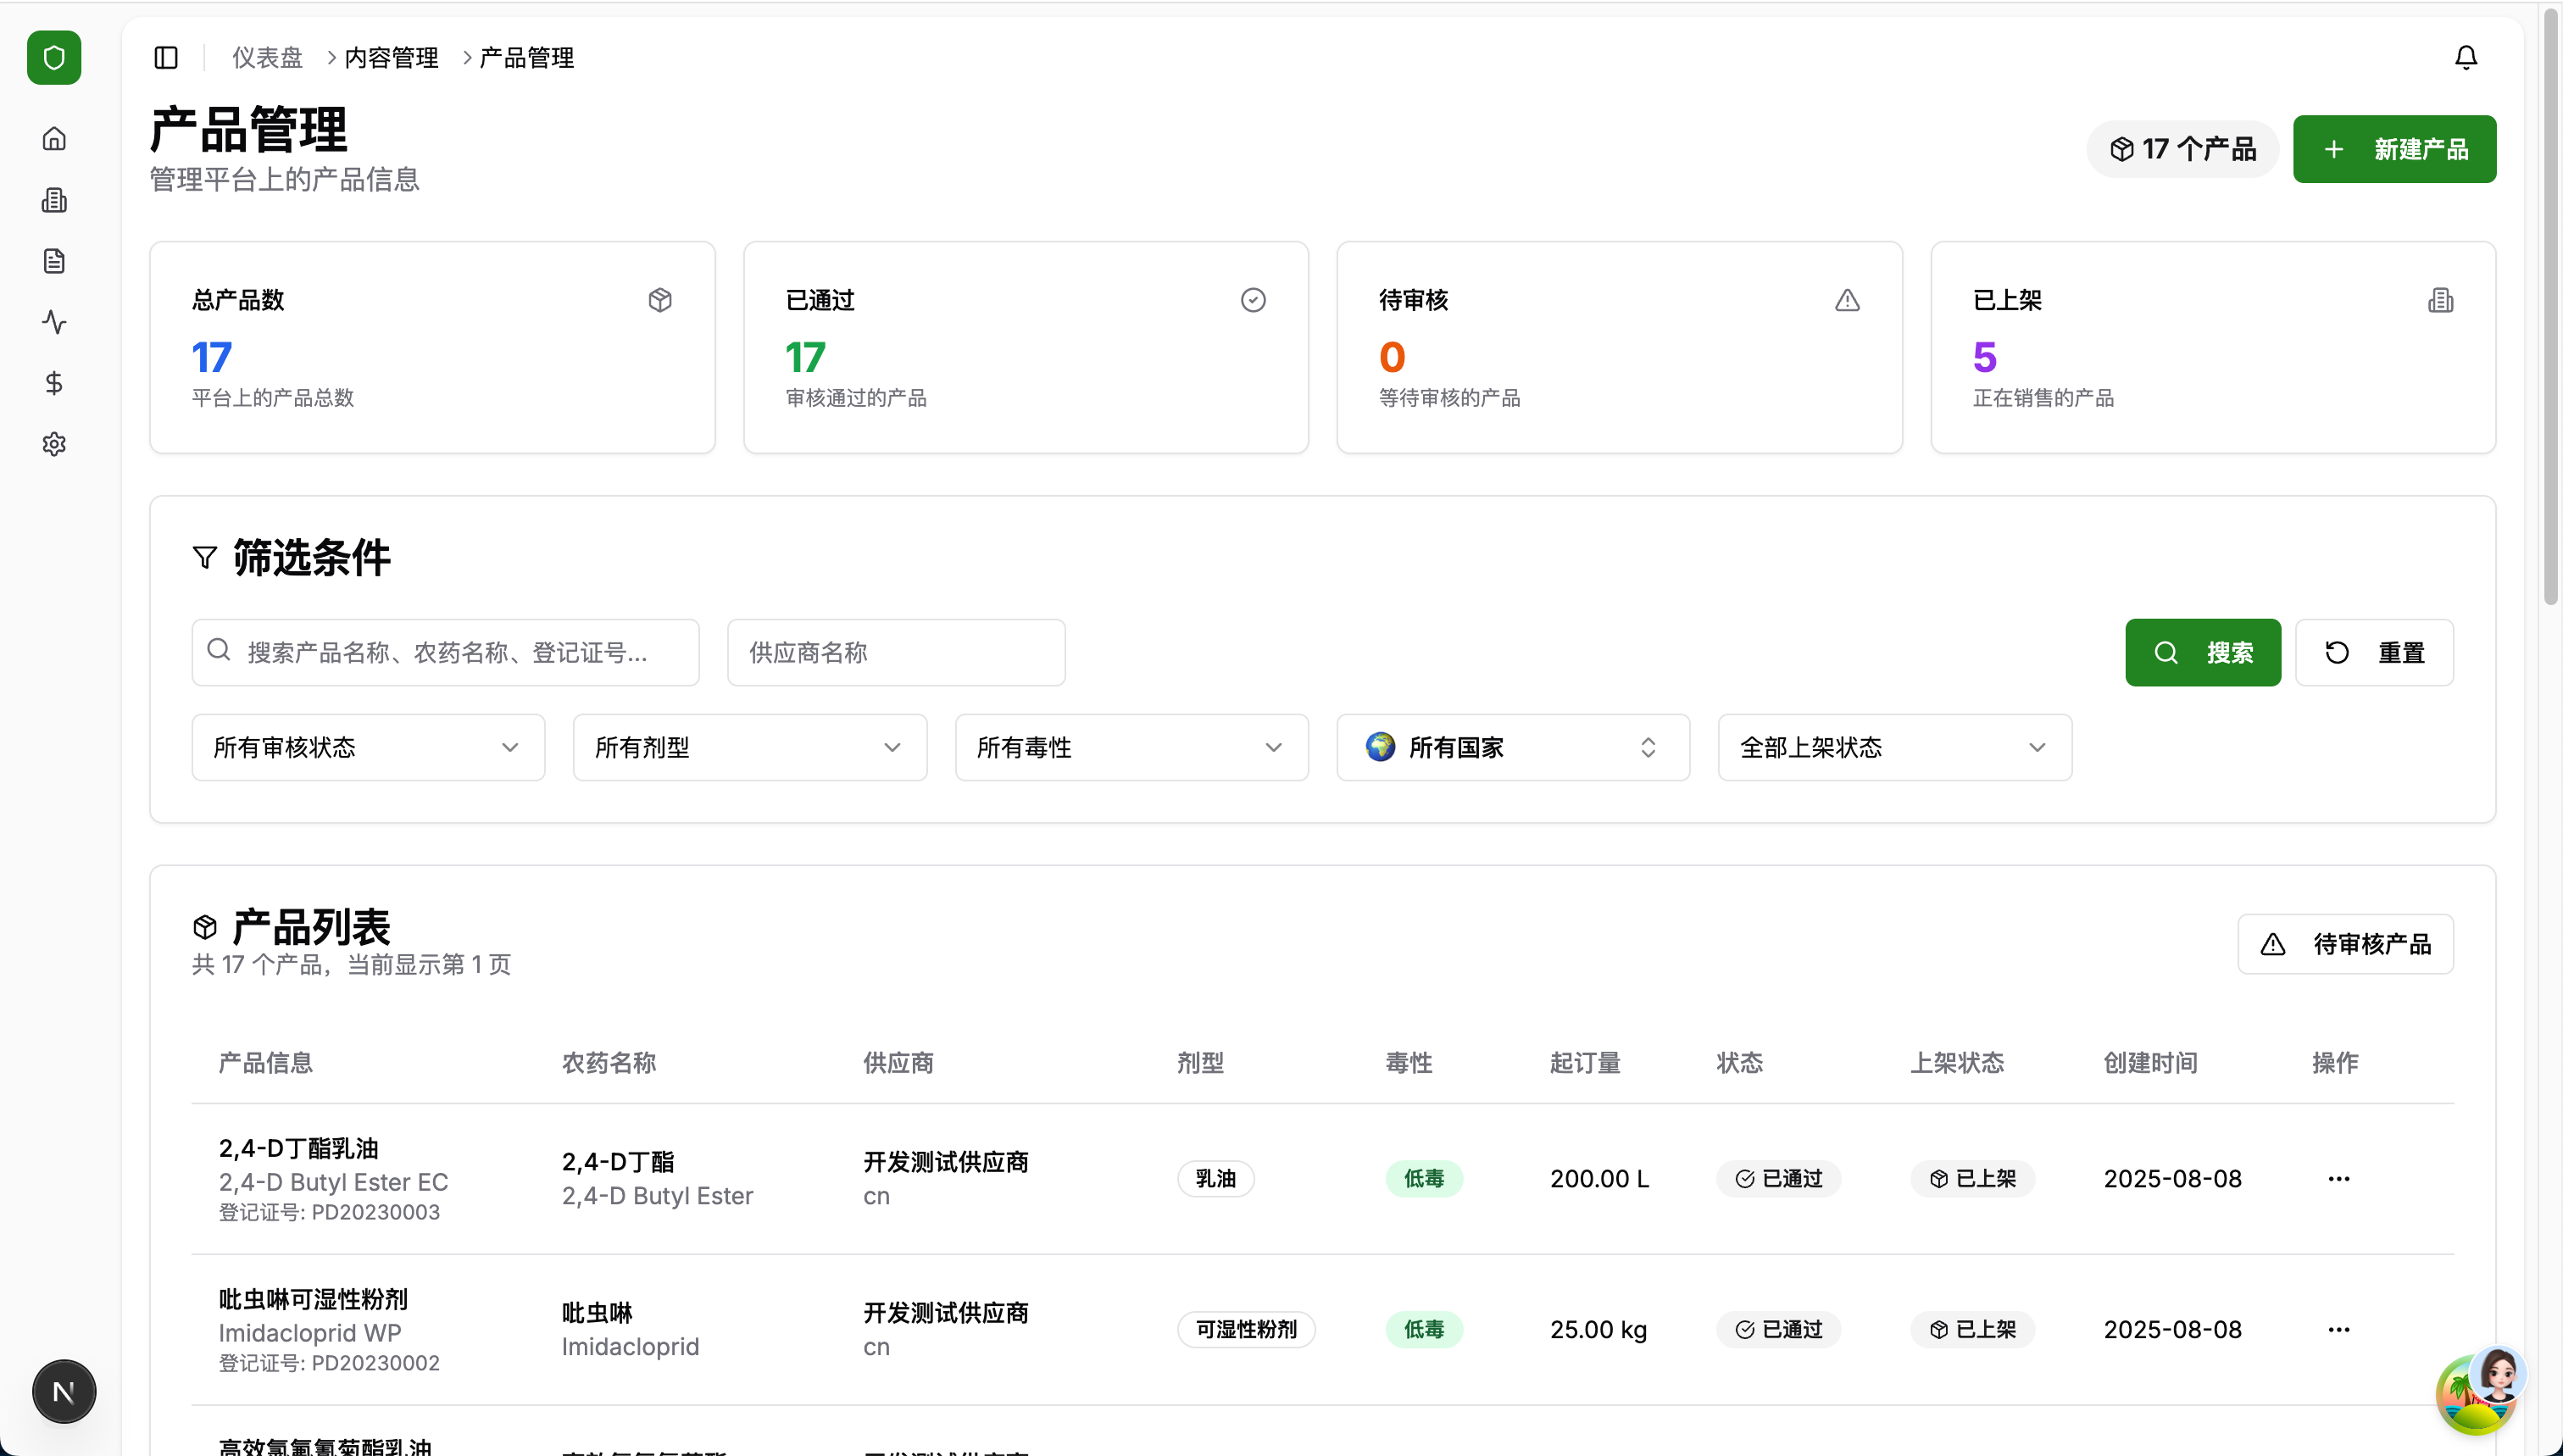 仪表盘 > 内容管理 > 产品管理
产品管理
管理平台上的产品信息
17 个产品
新建产品
总产品数
17
平台上的产品总数
已通过
17
审核通过的产品
待审核
0
等待审核的产品
已上架
5
正在销售的产品
筛选条件
搜索产品名称、农药名称、登记证号...
供应商名称
搜索
重置
所有审核状态
所有剂型
所有毒性
所有国家
全部上架状态
产品列表
共 17 个产品，当前显示第 1 页
待审核产品
产品信息 农药名称 供应商 剂型 毒性 起订量 状态 上架状态 创建时间 操作
2,4-D丁酯乳油
2,4-D Butyl Ester EC
登记证号: PD20230003
2,4-D丁酯
2,4-D Butyl Ester
开发测试供应商
cn
乳油
低毒
200.00 L
已通过
已上架
2025-08-08
吡虫啉可湿性粉剂
Imidacloprid WP
登记证号: PD20230002
吡虫啉
Imidacloprid
开发测试供应商
cn
可湿性粉剂
低毒
25.00 kg
已通过
已上架
2025-08-08
高效氯氟氰菊酯乳油
N